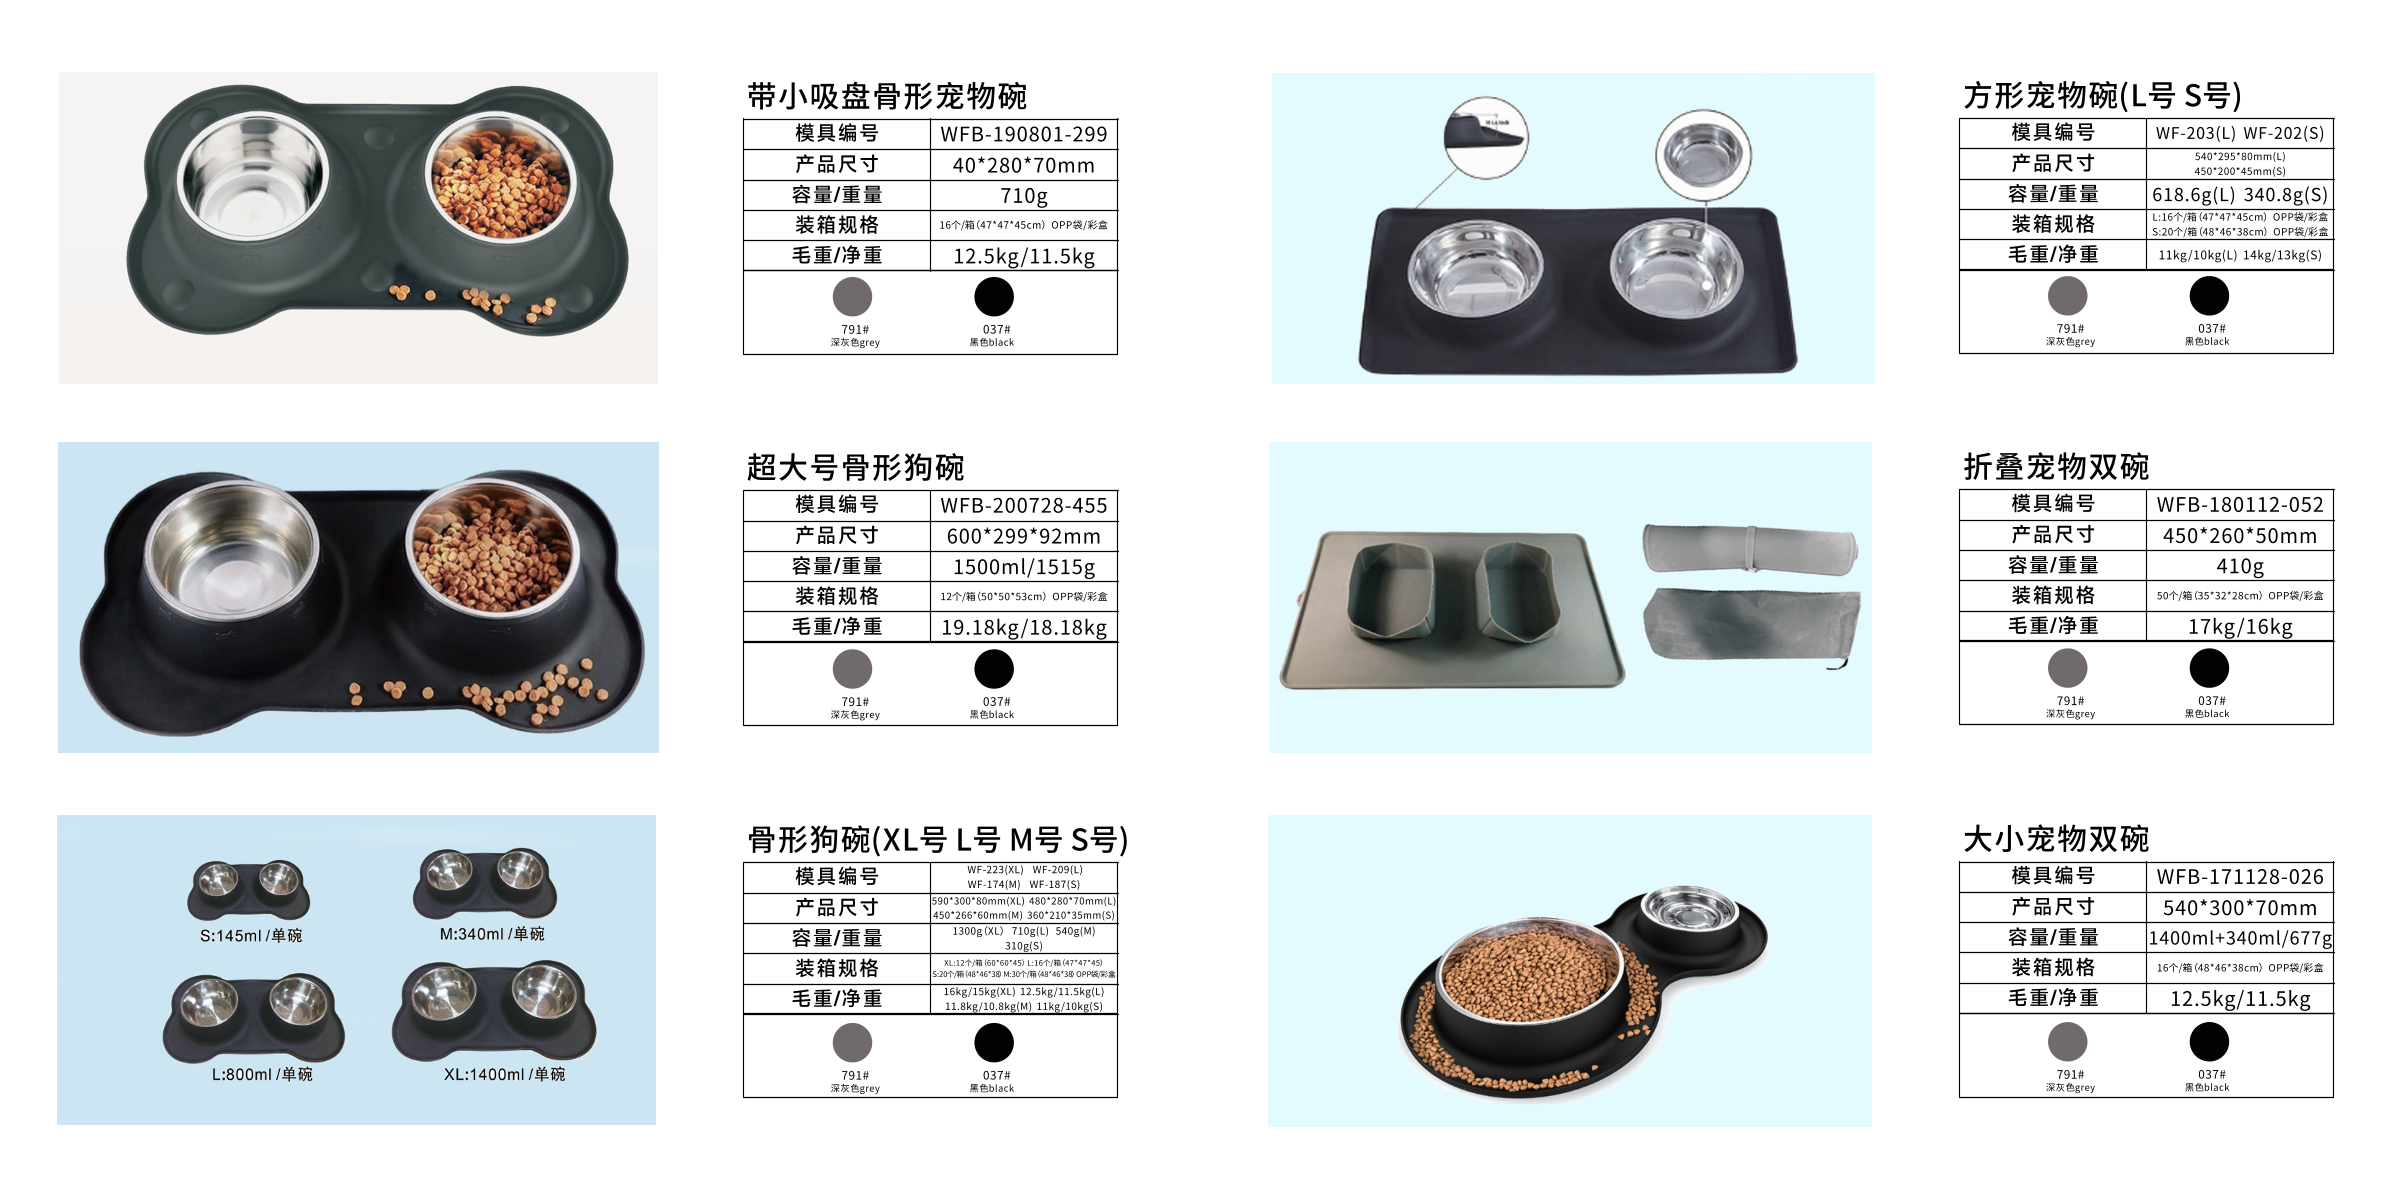 带小吸盘骨形宠物碗
模具编号 WFB-190801-299
产品尺寸 40*280*70mm
容量/重量 710g
装箱规格 16个/箱(47*47*45cm) OPP袋/彩盒
毛重/净重 12.5kg/11.5kg
791# 037#
深灰色grey 黑色black
方形宠物碗(L号 S号)
模具编号 WF-203(L) WF-202(S)
产品尺寸 540*295*80mm(L)
450*200*45mm(S)
容量/重量 618.6g(L) 340.8g(S)
装箱规格 L:16个/箱(47*47*45cm) OPP袋/彩盒
S:20个/箱(48*46*38cm) OPP袋/彩盒
毛重/净重 11kg/10kg(L) 14kg/13kg(S)
791# 037#
深灰色grey 黑色black
超大号骨形狗碗
模具编号 WFB-200728-455
产品尺寸 600*299*92mm
容量/重量 1500ml/1515g
装箱规格 12个/箱(50*50*53cm) OPP袋/彩盒
毛重/净重 19.18kg/18.18kg
791# 037#
深灰色grey 黑色black
折叠宠物双碗
模具编号 WFB-180112-052
产品尺寸 450*260*50mm
容量/重量 410g
装箱规格 50个/箱(35*32*28cm) OPP袋/彩盒
毛重/净重 17kg/16kg
791# 037#
深灰色grey 黑色black
S:145ml /单碗
M:340ml /单碗
L:800ml /单碗
XL:1400ml /单碗
骨形狗碗(XL号 L号 M号 S号)
模具编号 WF-223(XL) WF-209(L)
WF-174(M) WF-187(S)
产品尺寸 590*300*80mm(XL) 480*280*70mm(L)
450*266*60mm(M) 360*210*35mm(S)
容量/重量 1300g(XL) 710g(L) 540g(M)
310g(S)
装箱规格 XL:12个/箱(60*60*45) L:16个/箱(47*47*45)
S:20个/箱(48*46*38) M:30个/箱(48*46*38) OPP袋/彩盒
毛重/净重 16kg/15kg(XL) 12.5kg/11.5kg(L)
11.8kg/10.8kg(M) 11kg/10kg(S)
791# 037#
深灰色grey 黑色black
大小宠物双碗
模具编号 WFB-171128-026
产品尺寸 540*300*70mm
容量/重量 1400ml+340ml/677g
装箱规格 16个/箱(48*46*38cm) OPP袋/彩盒
毛重/净重 12.5kg/11.5kg
791# 037#
深灰色grey 黑色black